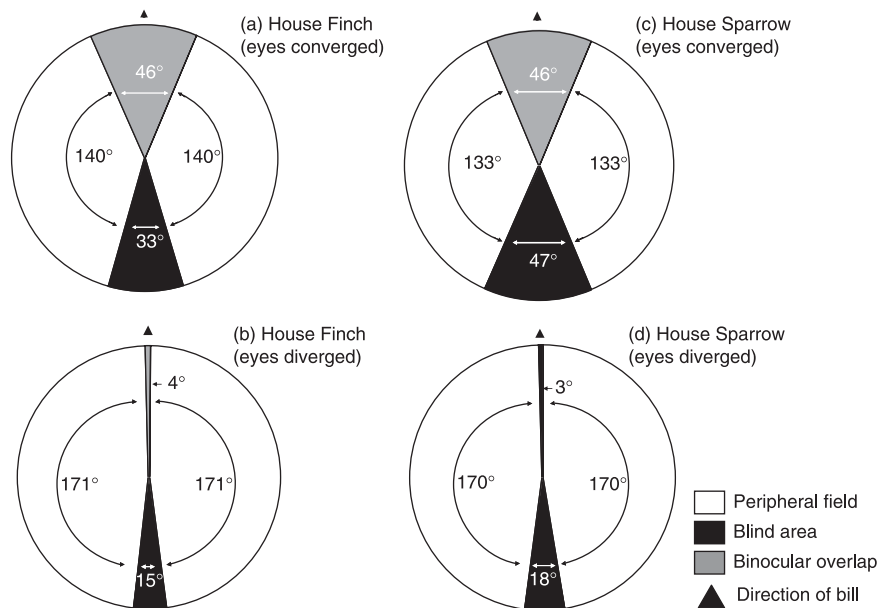 (a) House Finch
(eyes converged)
46°
140°
140°
33°
(c) House Sparrow
(eyes converged)
46°
133°
133°
47°
(b) House Finch
(eyes diverged)
4°
171°
171°
15°
(d) House Sparrow
(eyes diverged)
3°
170°
170°
18°
Peripheral field
Blind area
Binocular overlap
Direction of bill